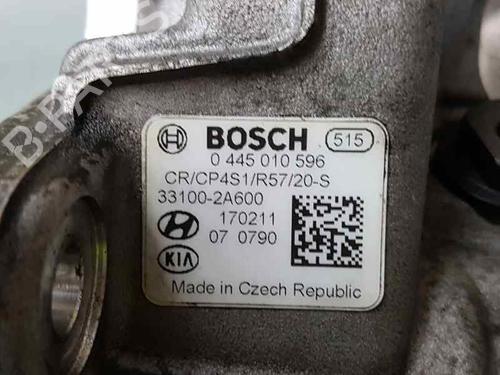 BOSCH 515
0 445 010 596
CR/CP4S1/R57/20-S
33100-2A600
170211
07 0790
KIA
Made in Czech Republic
B-PARTS